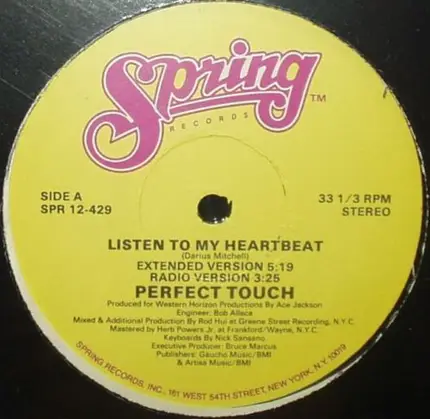 Spring TM
RECORDS
SIDE A
SPR 12-429
33 1/3 RPM
STEREO
LISTEN TO MY HEARTBEAT
(Darius Mitchell)
EXTENDED VERSION 5:19
RADIO VERSION 3:25
PERFECT TOUCH
Produced for Western Horizon Productions By Ace Jackson
Engineer: Bob Allaca
Mixed & Additional Production By Rod Hui at Greene Street Recording, N.Y.C.
Mastered by Herb Powers Jr. at Frankford/Wayne, N.Y.C.
Keyboards By Nick Sansano
Executive Producer: Bruce Marcus
Publishers: Gaucho Music/BMI
& Artisa Music/BMI
SPRING RECORDS, INC., 161 WEST 54TH STREET, NEW YORK, N.Y. 10019